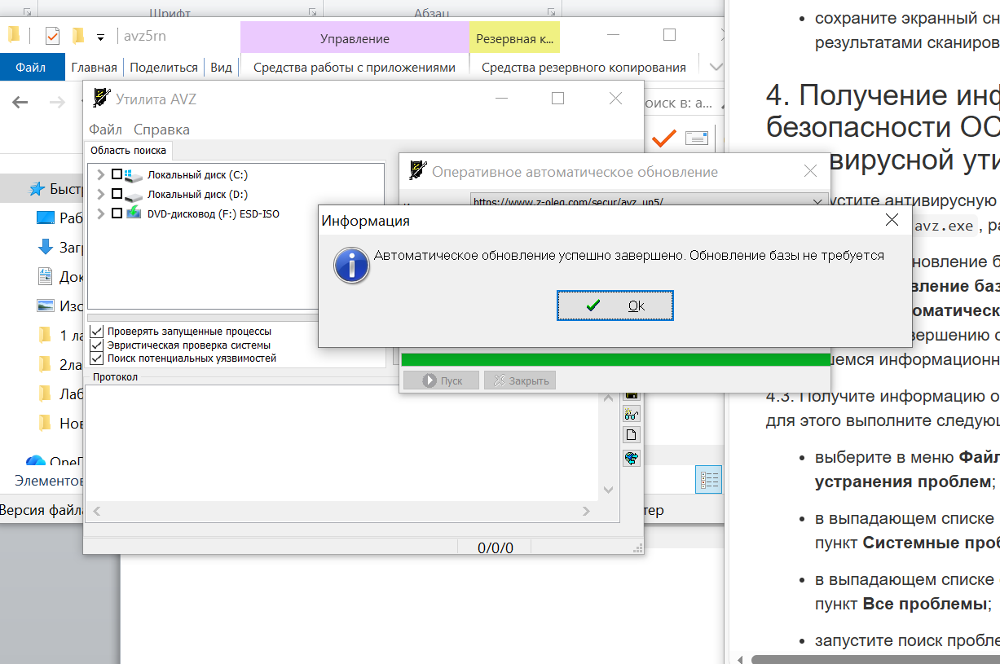 Шрифт
Абзац
avz5rn
Управление
Резервная к...
Файл
Главная
Поделиться
Вид
Средства работы с приложениями
Средства резервного копирования
Утилита AVZ
Файл Справка
Область поиска
Локальный диск (C:)
Локальный диск (D:)
DVD-дисковод (F:) ESD-ISO
Проверять запущенные процессы
Эвристическая проверка системы
Поиск потенциальных уязвимостей
Протокол
0/0/0
оиск в: a...
Быст
Раб
Загр
Док
Изо
1 ла
2ла
Лаб
Нов
OneD
Элементов
Версия файла
тер
Оперативное автоматическое обновление
https://www.z-oleg.com/secur/avz_up5/
Информация
Автоматическое обновление успешно завершено. Обновление базы не требуется
Ok
Пуск
Закрыть
сохраните экранный сн
результатами сканиров
4. Получение инф
безопасности ОС
вирусной ути
устите антивирусную
avz.exe , ра
новление б
вление баз
оматическ
вершению о
шемся информационн
4.3. Получите информацию о
для этого выполните следующ
выберите в меню Файл
устранения проблем;
в выпадающем списке
пункт Системные проб
в выпадающем списке
пункт Все проблемы;
запустите поиск пробле